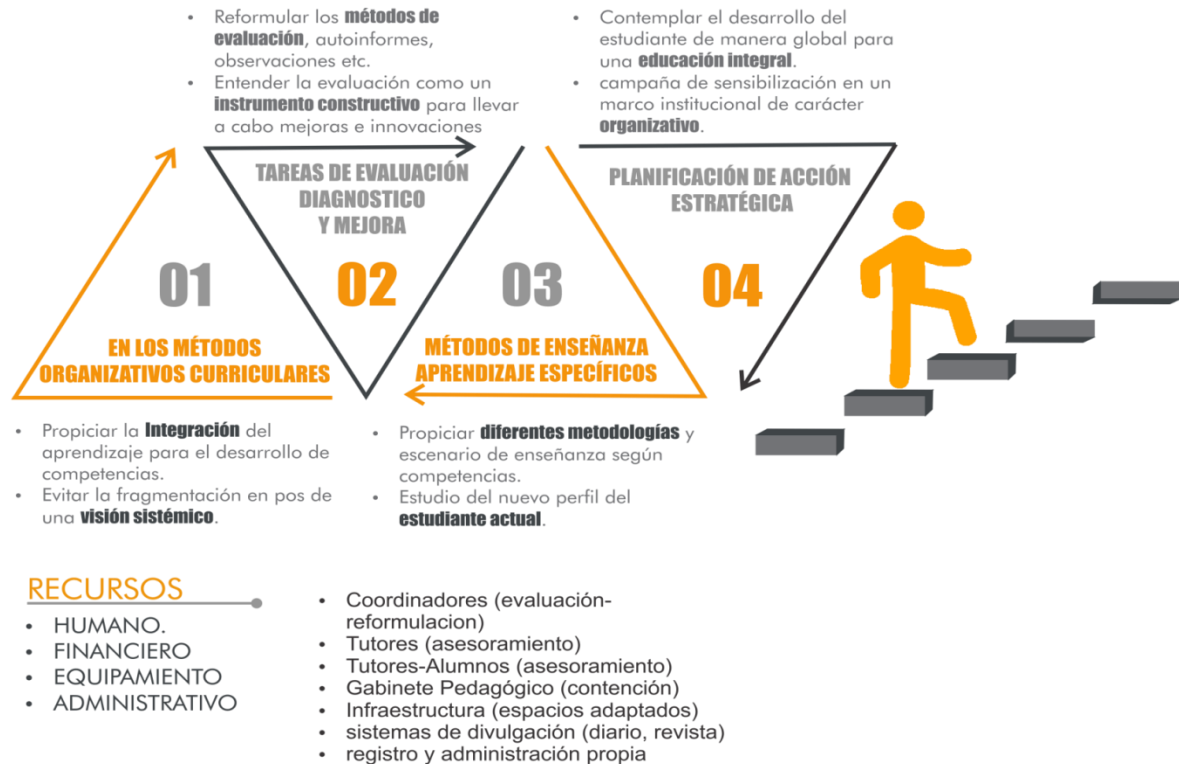 • Reformular los métodos de
evaluación, autoinformes,
observaciones etc.
• Entender la evaluación como un
instrumento constructivo para llevar
a cabo mejoras e innovaciones
• Contemplar el desarrollo del
estudiante de manera global para
una educación integral.
• campaña de sensibilización en un
marco institucional de carácter
organizativo.
01
EN LOS MÉTODOS
ORGANIZATIVOS CURRICULARES
TAREAS DE EVALUACIÓN
DIAGNOSTICO
Y MEJORA
02
03
MÉTODOS DE ENSEÑANZA
APRENDIZAJE ESPECÍFICOS
PLANIFICACIÓN DE ACCIÓN
ESTRATÉGICA
04
• Propiciar la Integración del
aprendizaje para el desarrollo de
competencias.
• Evitar la fragmentación en pos de
una visión sistémico.
• Propiciar diferentes metodologías y
escenario de enseñanza según
competencias.
• Estudio del nuevo perfil del
estudiante actual.
RECURSOS
• HUMANO.
• FINANCIERO
• EQUIPAMIENTO
• ADMINISTRATIVO
• Coordinadores (evaluación-
reformulacion)
• Tutores (asesoramiento)
• Tutores-Alumnos (asesoramiento)
• Gabinete Pedagógico (contención)
• Infraestructura (espacios adaptados)
• sistemas de divulgación (diario, revista)
• registro y administración propia